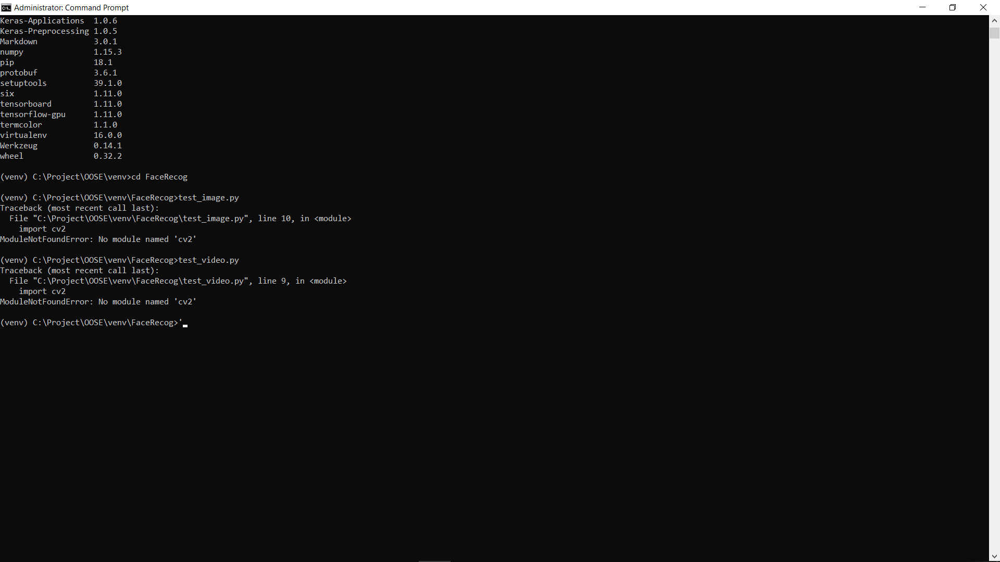 Administrator: Command Prompt
Keras-Applications  1.0.6
Keras-Preprocessing 1.0.5
Markdown            3.0.1
numpy               1.15.3
pip                 18.1
protobuf            3.6.1
setuptools          39.1.0
six                 1.11.0
tensorboard         1.11.0
tensorflow-gpu      1.11.0
termcolor           1.1.0
virtualenv          16.0.0
Werkzeug            0.14.1
wheel               0.32.2
(venv) C:\Project\OOSE\venv>cd FaceRecog
(venv) C:\Project\OOSE\venv\FaceRecog>test_image.py
Traceback (most recent call last):
  File "C:\Project\OOSE\venv\FaceRecog\test_image.py", line 10, in <module>
    import cv2
ModuleNotFoundError: No module named 'cv2'
(venv) C:\Project\OOSE\venv\FaceRecog>test_video.py
Traceback (most recent call last):
  File "C:\Project\OOSE\venv\FaceRecog\test_video.py", line 9, in <module>
    import cv2
ModuleNotFoundError: No module named 'cv2'
(venv) C:\Project\OOSE\venv\FaceRecog>'